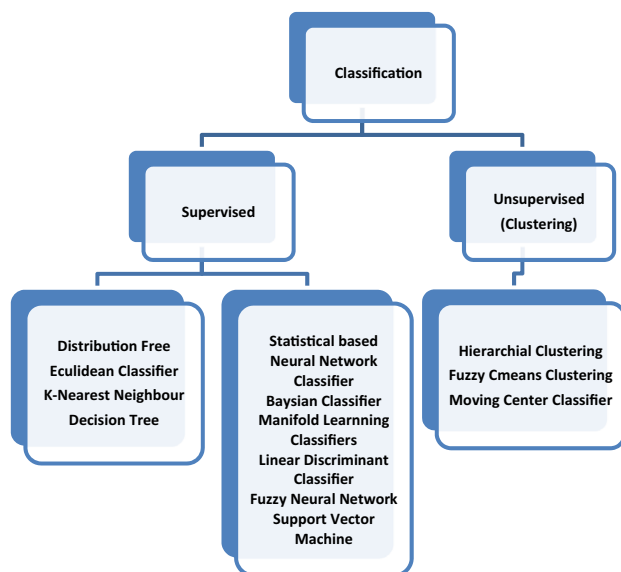 Classification
Supervised
Unsupervised
(Clustering)
Distribution Free
Eculidean Classifier
K-Nearest Neighbour
Decision Tree
Statistical based
Neural Network
Classifier
Baysian Classifier
Manifold Learnning
Classifiers
Linear Discriminant
Classifier
Fuzzy Neural Network
Support Vector
Machine
Hierarchial Clustering
Fuzzy Cmeans Clustering
Moving Center Classifier